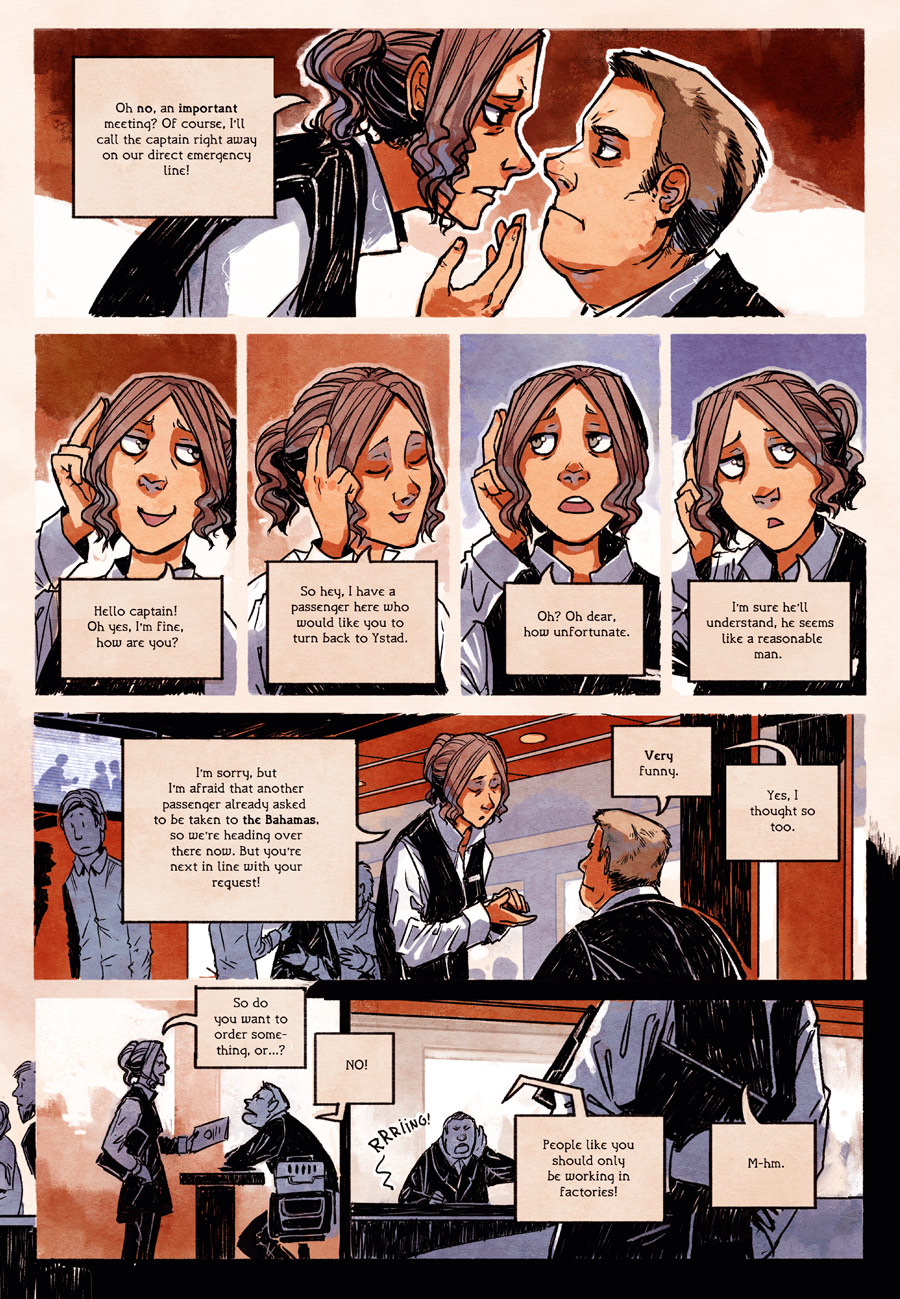 Oh no, an important
meeting? Of course, I'll
call the captain right away
on our direct emergency
line!
Hello captain!
Oh yes, I'm fine,
how are you?
So hey, I have a
passenger here who
would like you to
turn back to Ystad.
Oh? Oh dear,
how unfortunate.
I'm sure he'll
understand, he seems
like a reasonable
man.
I'm sorry, but
I'm afraid that another
passenger already asked
to be taken to the Bahamas,
so we're heading over
there now. But you're
next in line with your
request!
Very
funny.
Yes, I
thought so
too.
So do
you want to
order some-
thing, or...?
NO!
RRRIING!
People like you
should only
be working in
factories!
M-hm.